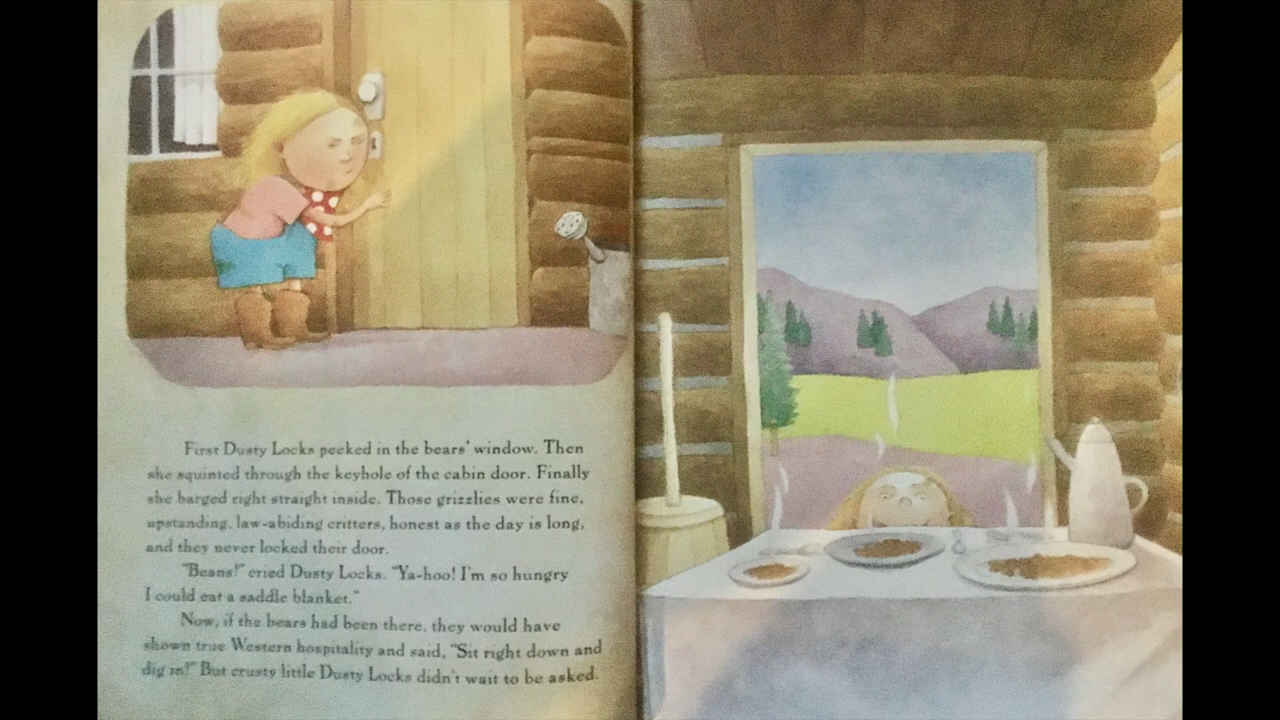 First Dusty Locks peeked in the bears' window. Then
she squinted through the keyhole of the cabin door. Finally
she barged right straight inside. Those grizzlies were fine,
upstanding, law-abiding critters, honest as the day is long,
and they never locked their door.
"Beans!" cried Dusty Locks. "Ya-hoo! I'm so hungry
I could eat a saddle blanket."
Now, if the bears had been there, they would have
shown true Western hospitality and said, "Sit right down and
dig in!" But crusty little Dusty Locks didn't wait to be asked.